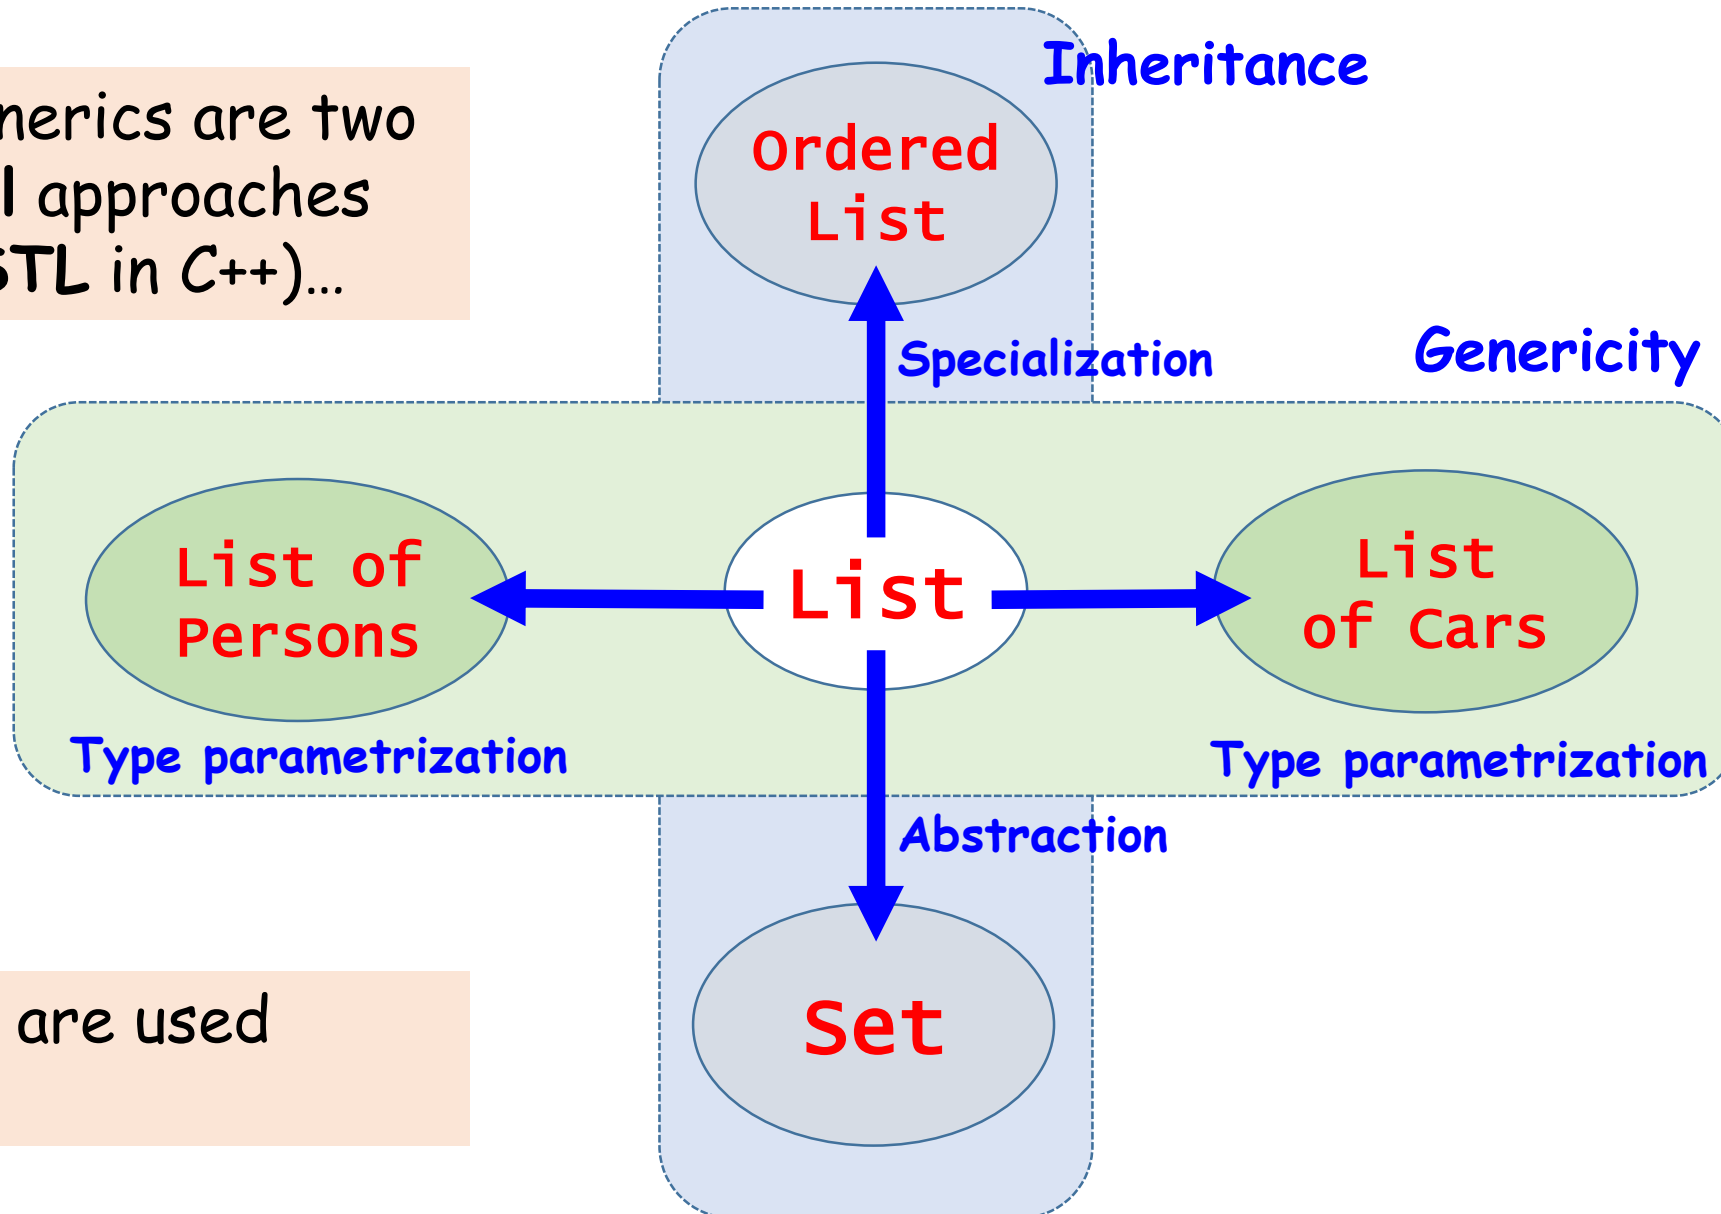 nerics are two
l approaches
STL in C++)…
Inheritance
Ordered
List
Specialization
Genericity
List of
Persons
List
List
of Cars
Type parametrization
Type parametrization
Abstraction
are used
Set